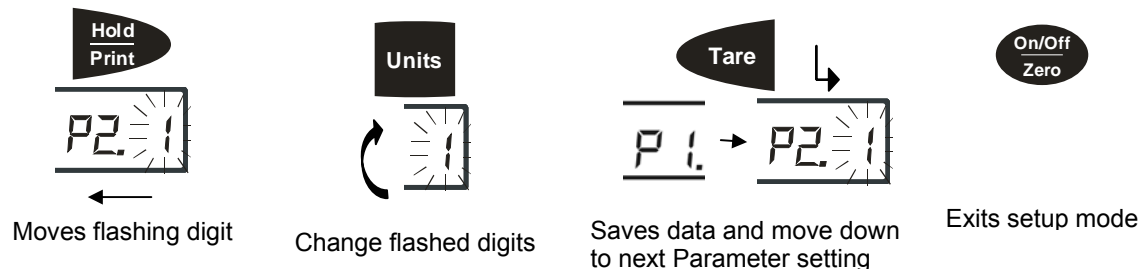 Hold
Print
P2. 1
Moves flashing digit
Units
1
Change flashed digits
Tare
P1. P2. 1
Saves data and move down
to next Parameter setting
On/Off
Zero
Exits setup mode